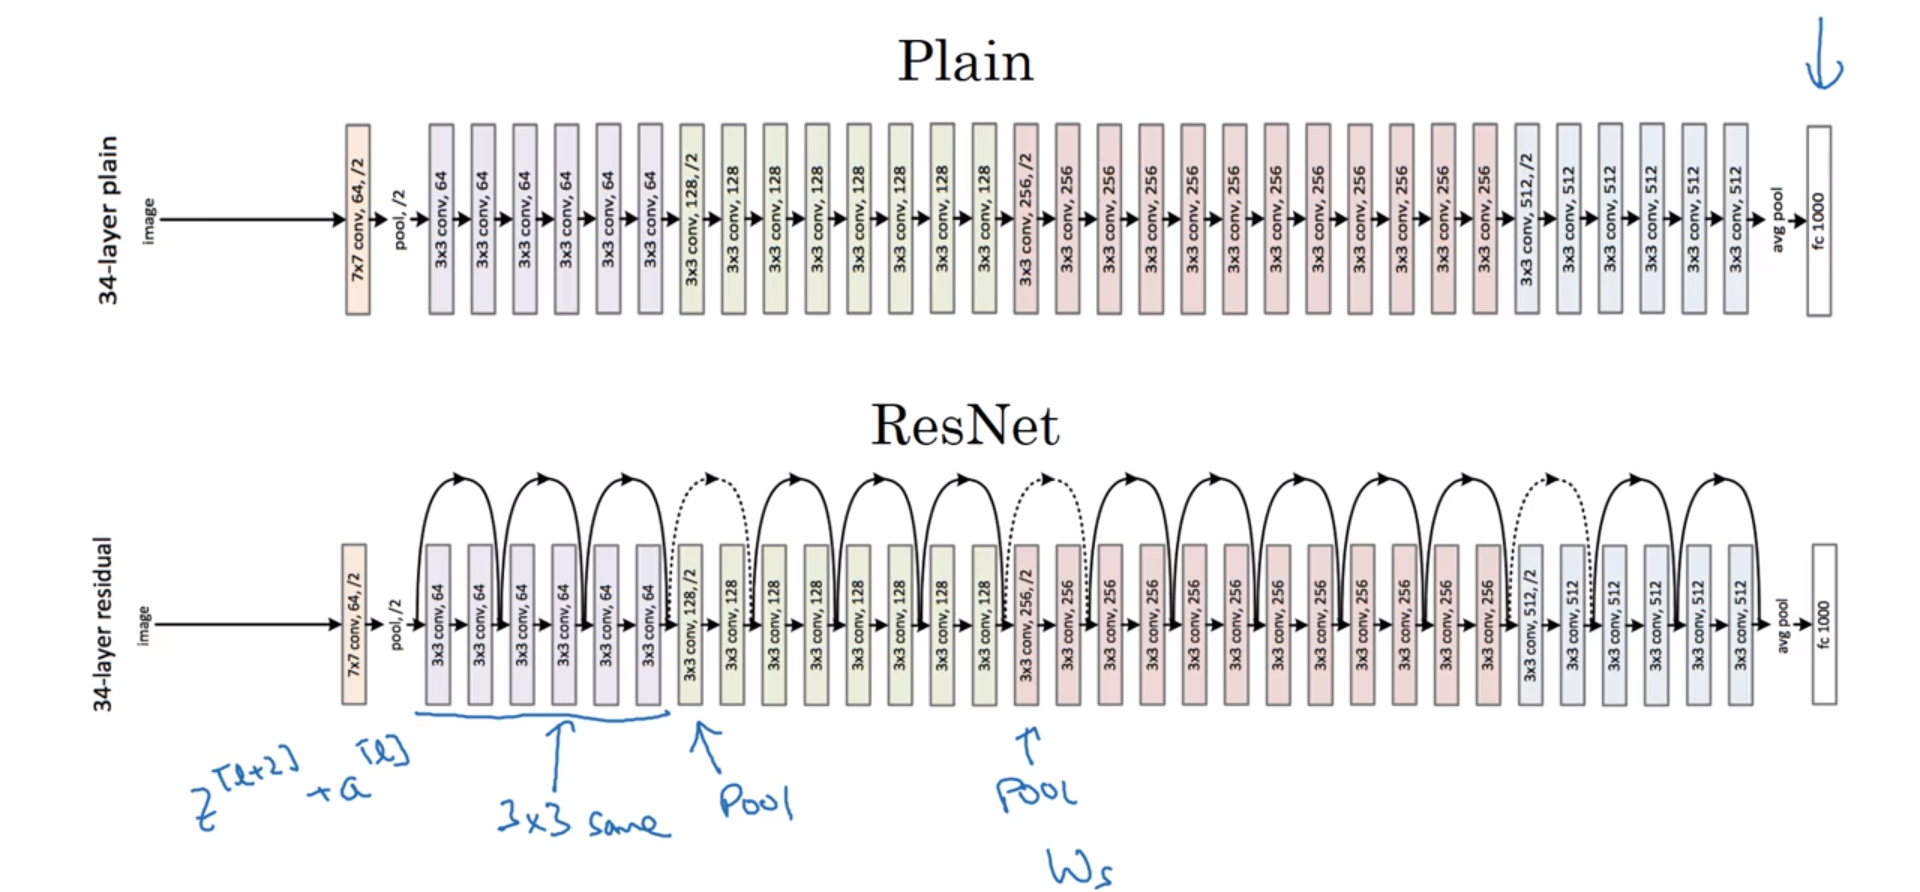 Plain
34-layer plain
image
7x7 conv, 64, /2
pool, /2
3x3 conv, 64
3x3 conv, 64
3x3 conv, 64
3x3 conv, 64
3x3 conv, 64
3x3 conv, 64
3x3 conv, 128, /2
3x3 conv, 128
3x3 conv, 128
3x3 conv, 128
3x3 conv, 128
3x3 conv, 128
3x3 conv, 128
3x3 conv, 128
3x3 conv, 256, /2
3x3 conv, 256
3x3 conv, 256
3x3 conv, 256
3x3 conv, 256
3x3 conv, 256
3x3 conv, 256
3x3 conv, 256
3x3 conv, 256
3x3 conv, 256
3x3 conv, 256
3x3 conv, 256
3x3 conv, 512, /2
3x3 conv, 512
3x3 conv, 512
3x3 conv, 512
3x3 conv, 512
3x3 conv, 512
avg pool
fc 1000
ResNet
34-layer residual
image
7x7 conv, 64, /2
pool, /2
3x3 conv, 64
3x3 conv, 64
3x3 conv, 64
3x3 conv, 64
3x3 conv, 64
3x3 conv, 64
3x3 conv, 128, /2
3x3 conv, 128
3x3 conv, 128
3x3 conv, 128
3x3 conv, 128
3x3 conv, 128
3x3 conv, 128
3x3 conv, 128
3x3 conv, 256, /2
3x3 conv, 256
3x3 conv, 256
3x3 conv, 256
3x3 conv, 256
3x3 conv, 256
3x3 conv, 256
3x3 conv, 256
3x3 conv, 256
3x3 conv, 256
3x3 conv, 256
3x3 conv, 256
3x3 conv, 512, /2
3x3 conv, 512
3x3 conv, 512
3x3 conv, 512
3x3 conv, 512
3x3 conv, 512
avg pool
fc 1000
z[l+2] + a[l]
3x3 same
Pool
Pool
Ws